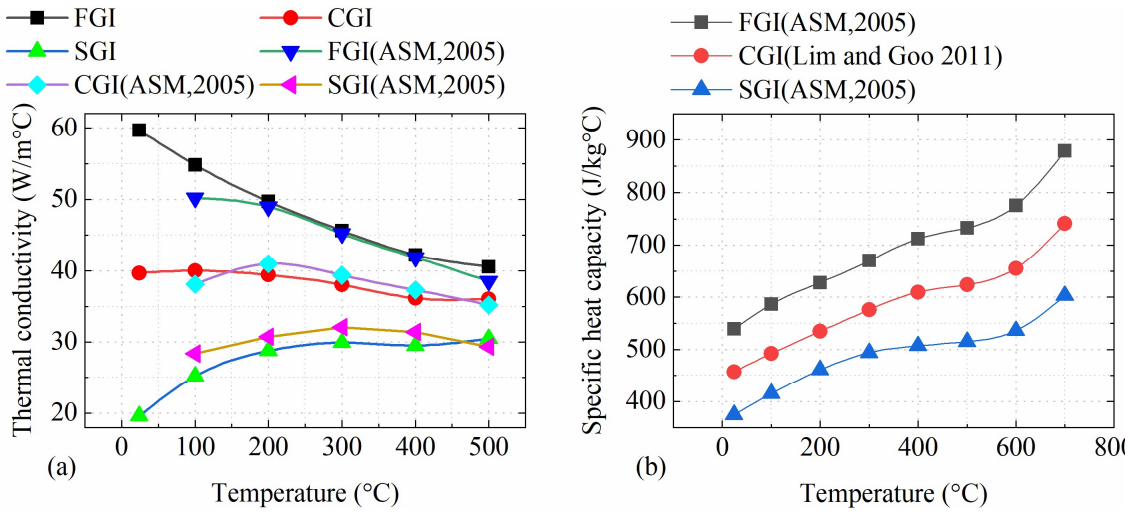 FGI
CGI
SGI
FGI(ASM,2005)
CGI(ASM,2005)
SGI(ASM,2005)
Thermal conductivity (W/m°C)
60
50
40
30
20
0 100 200 300 400 500
(a)
Temperature (°C)
FGI(ASM,2005)
CGI(Lim and Goo 2011)
SGI(ASM,2005)
Specific heat capacity (J/kg°C)
900
800
700
600
500
400
0 200 400 600 800
(b)
Temperature (°C)